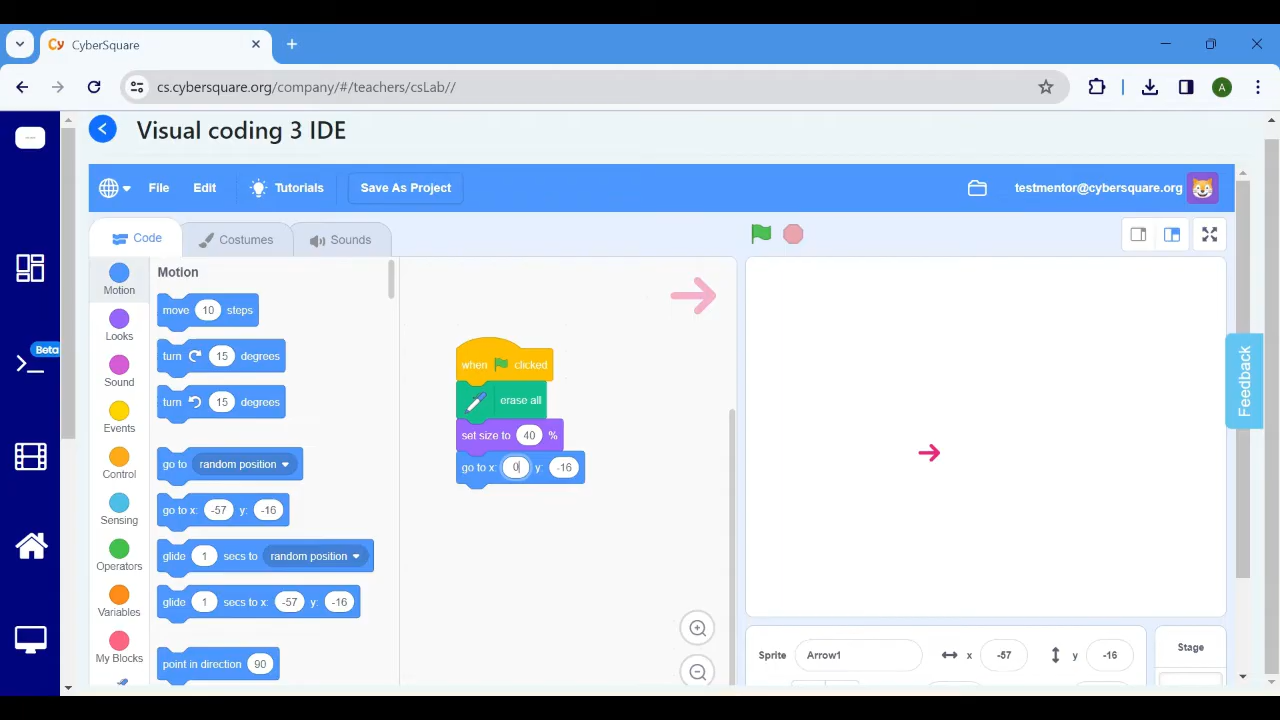 CyberSquare
cs.cybersquare.org/company/#/teachers/csLab//
A
Visual coding 3 IDE
File Edit Tutorials Save As Project testmentor@cybersquare.org
Code Costumes Sounds
Motion
Looks
Sound
Events
Control
Sensing
Operators
Variables
My Blocks
Beta
Motion
move 10 steps
turn 15 degrees
turn 15 degrees
go to random position
go to x: -57 y: -16
glide 1 secs to random position
glide 1 secs to x: -57 y: -16
point in direction 90
when clicked
erase all
set size to 40 %
go to x: 0 y: -16
Feedback
Sprite Arrow1 x -57 y -16
Stage